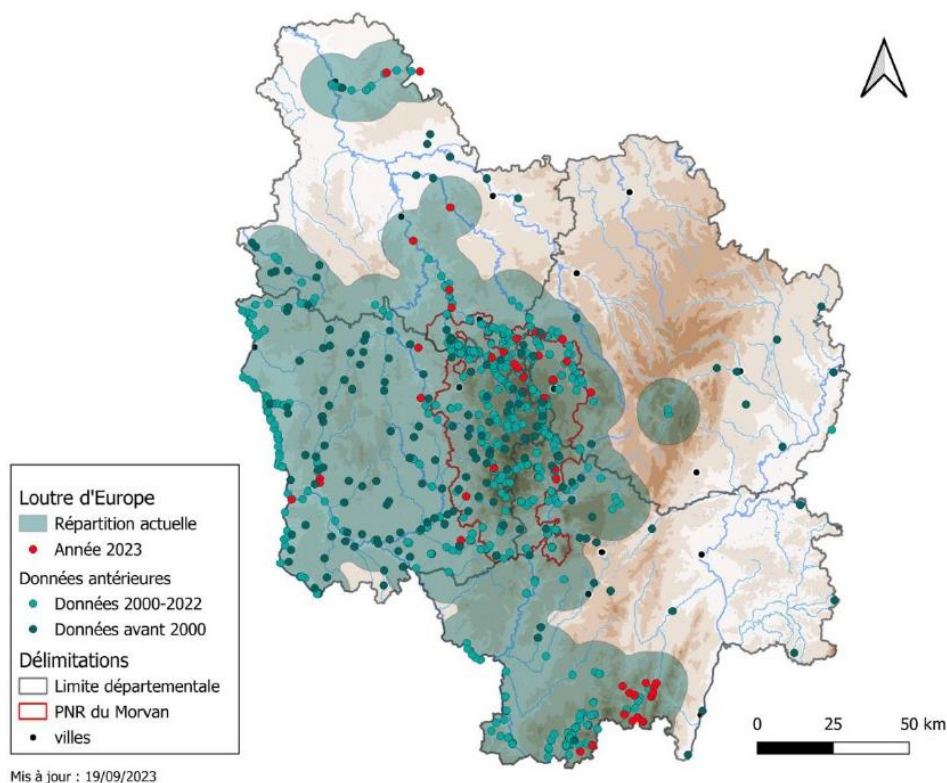 Loutre d'Europe
Répartition actuelle
Année 2023
Données antérieures
Données 2000-2022
Données avant 2000
Délimitations
Limite départementale
PNR du Morvan
villes
0 25 50 km
Mis à jour : 19/09/2023